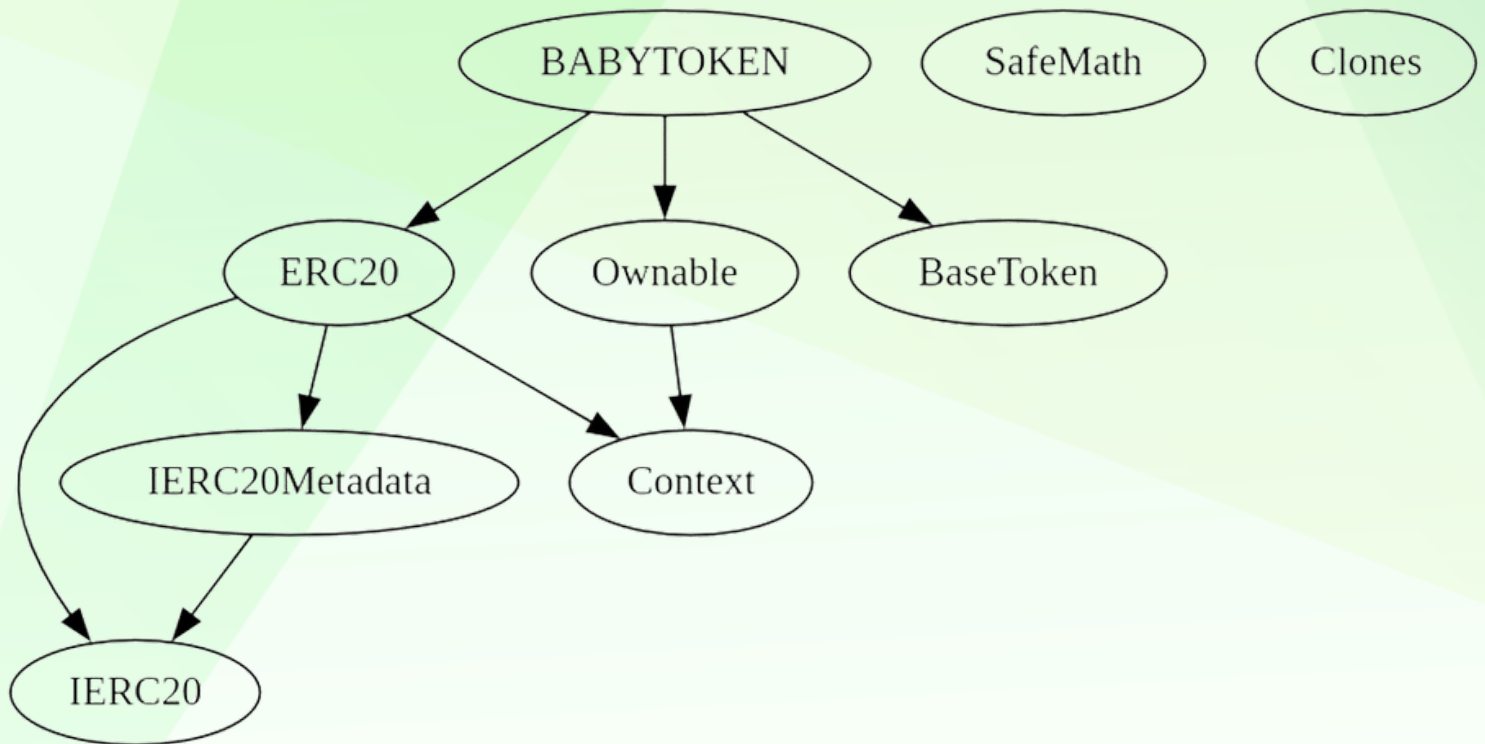 BABYTOKEN
SafeMath
Clones
ERC20
Ownable
BaseToken
IERC20Metadata
Context
IERC20